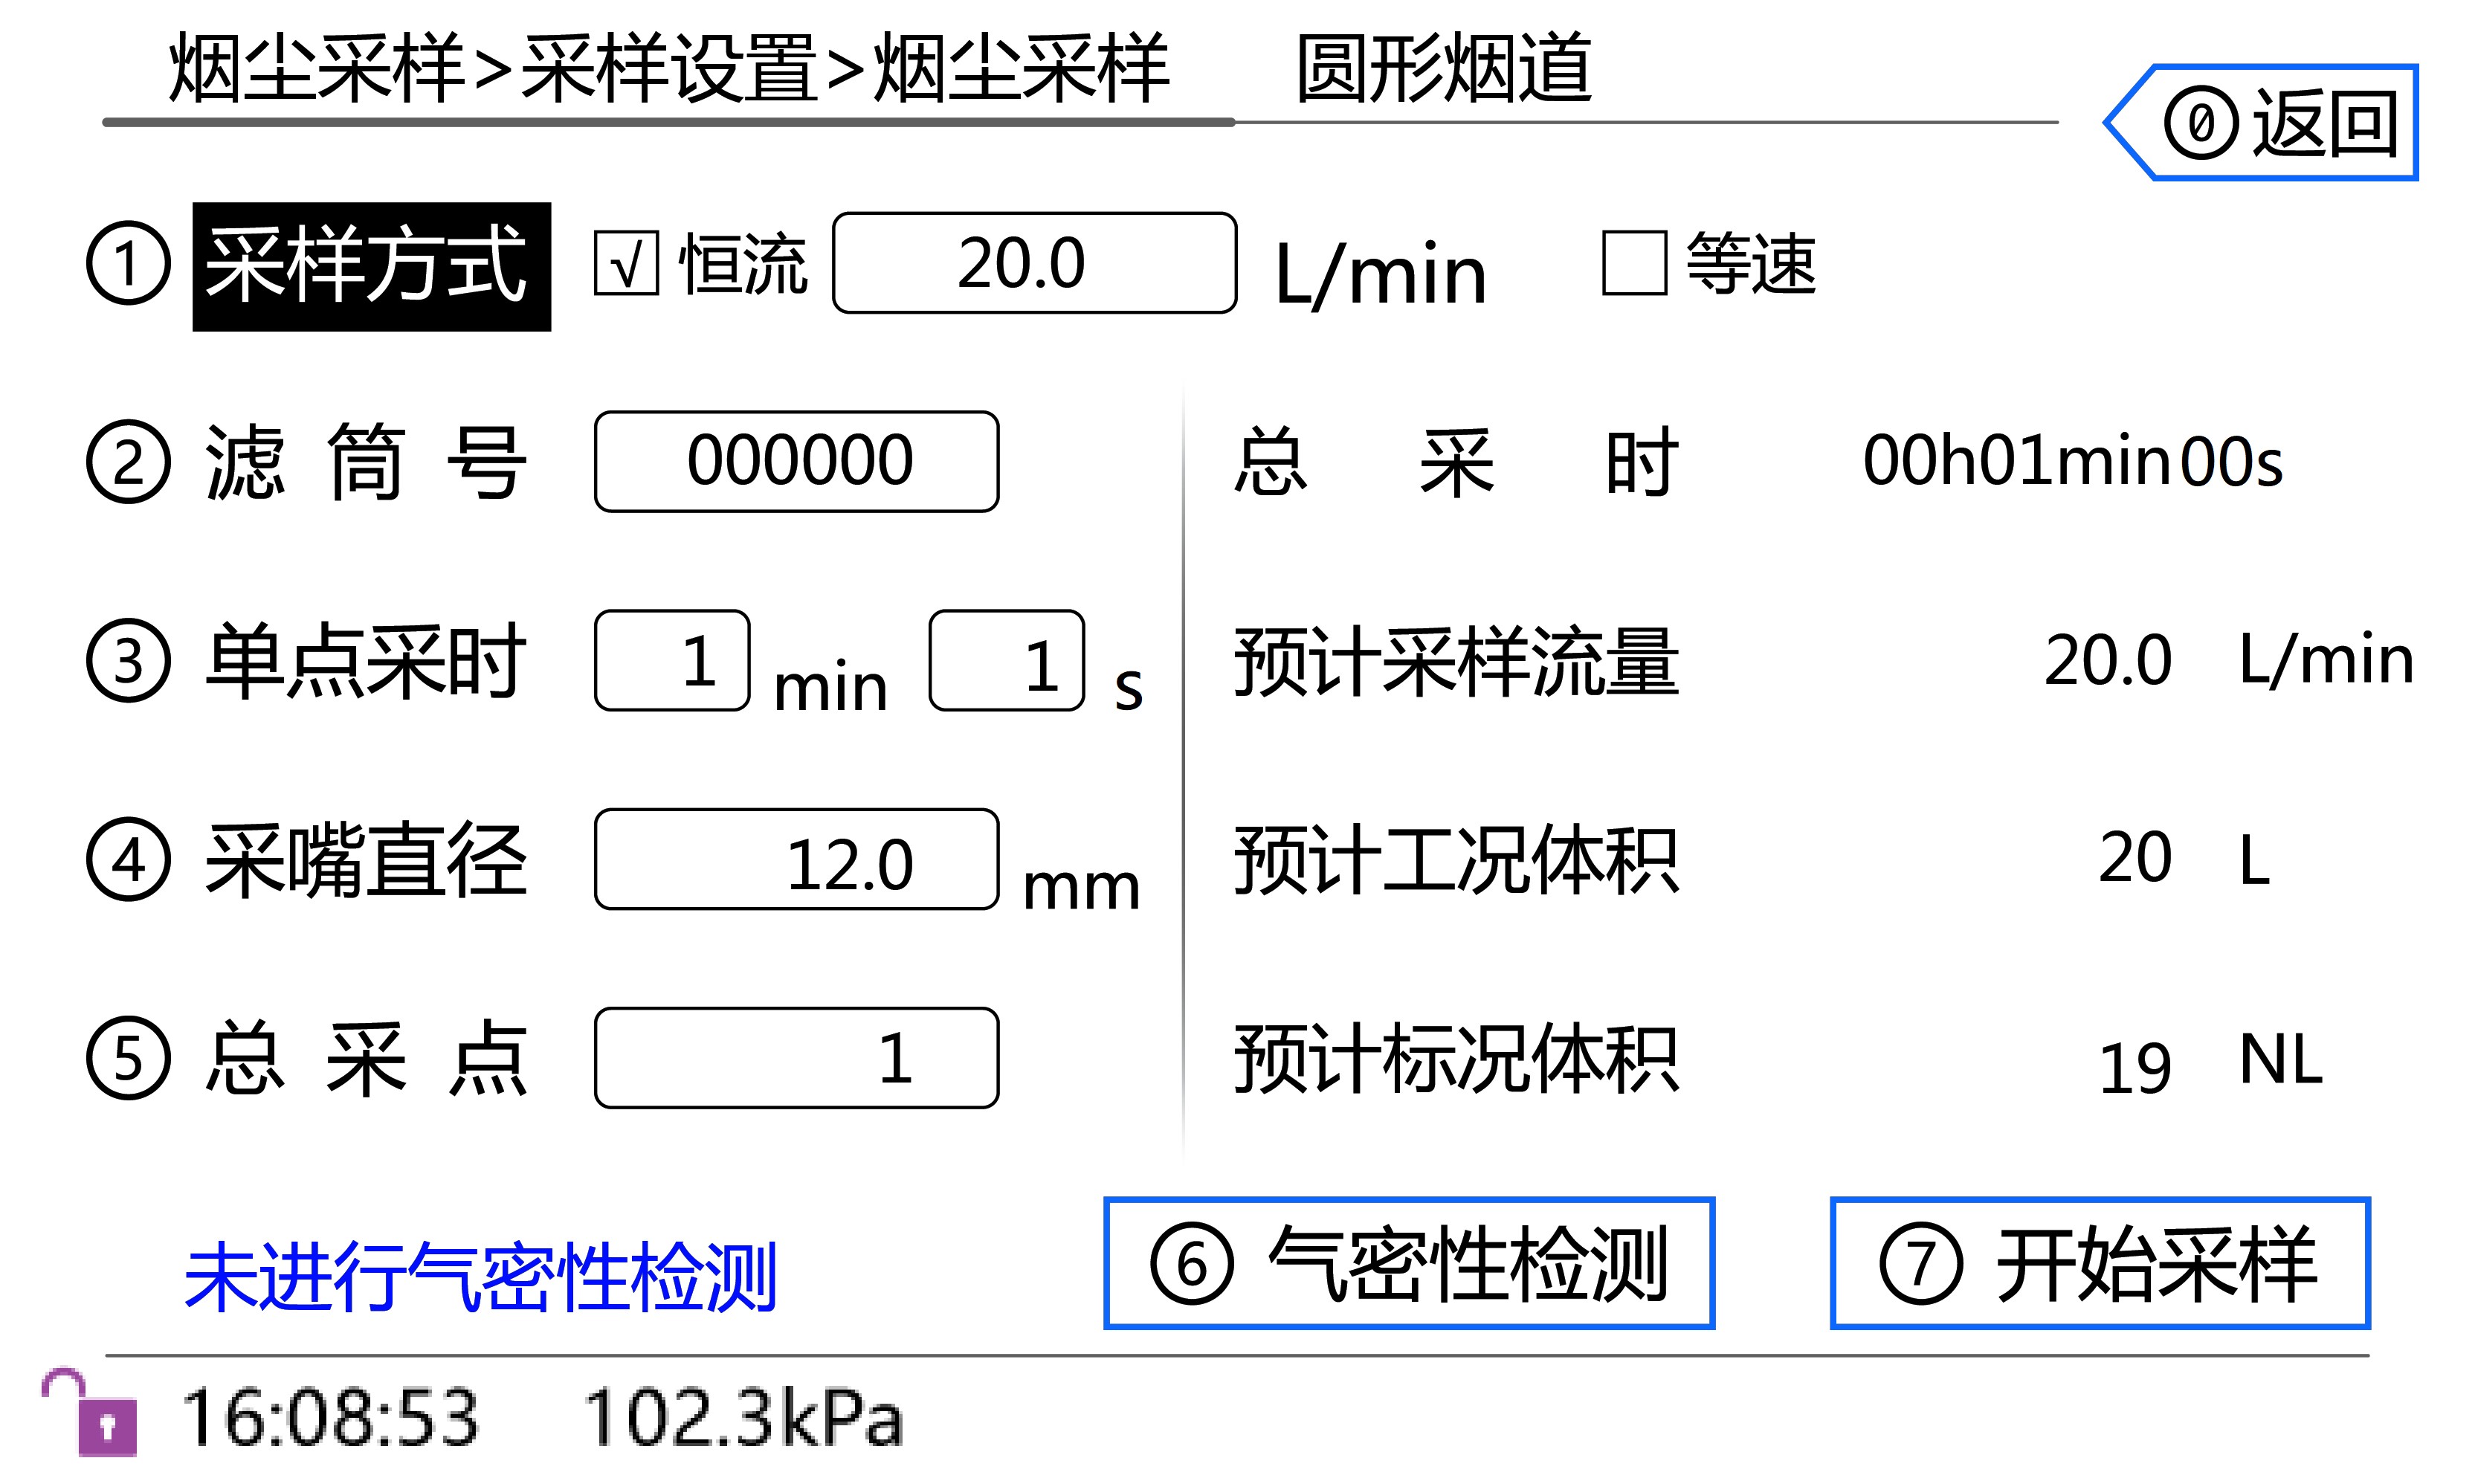 烟尘采样>采样设置>烟尘采样 圆形烟道
⓪返回
① 采样方式 √ 恒流 20.0 L/min 等速
② 滤筒号 000000 总采时 00h01min00s
③ 单点采时 1 min 1 s 预计采样流量 20.0 L/min
④ 采嘴直径 12.0 mm 预计工况体积 20 L
⑤ 总采点 1 预计标况体积 19 NL
未进行气密性检测 ⑥ 气密性检测 ⑦ 开始采样
16:08:53 102.3kPa